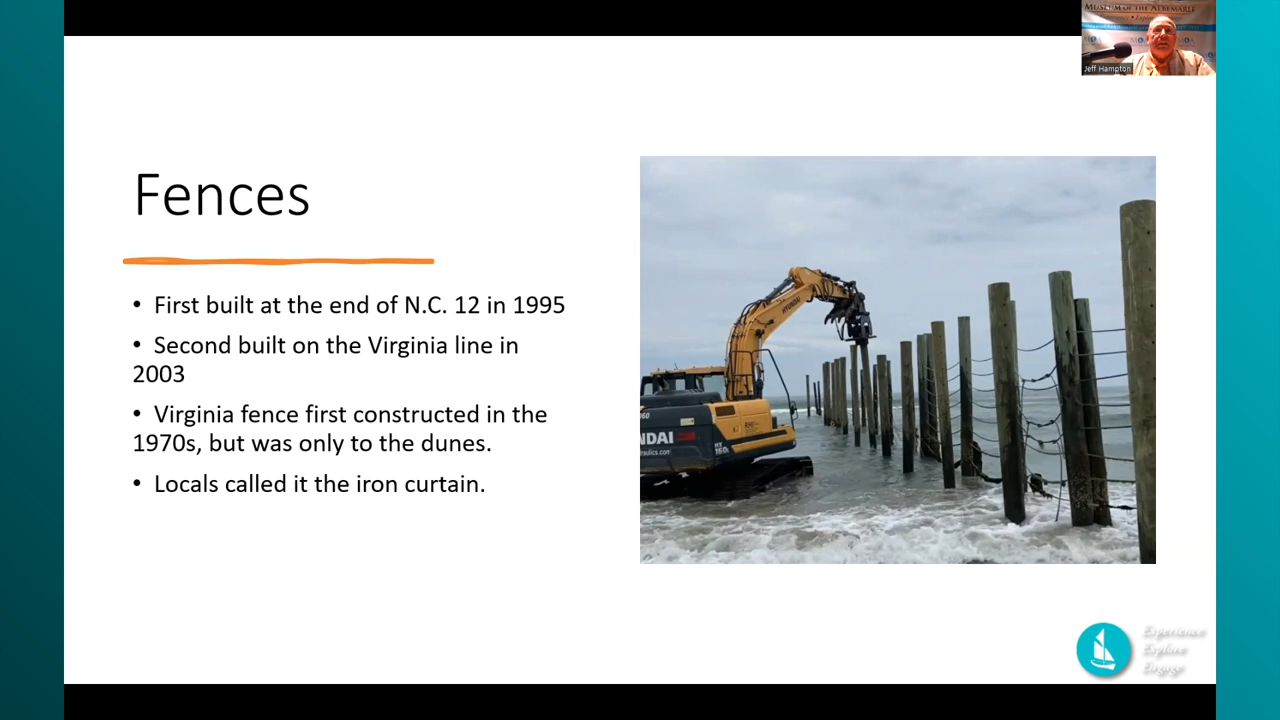 MUSEUM OF THE ALBEMARLE
Jeff Hampton
Fences
• First built at the end of N.C. 12 in 1995
• Second built on the Virginia line in
2003
• Virginia fence first constructed in the
1970s, but was only to the dunes.
• Locals called it the iron curtain.
HYUNDAI
NDAI
Experience
Explore
Engage